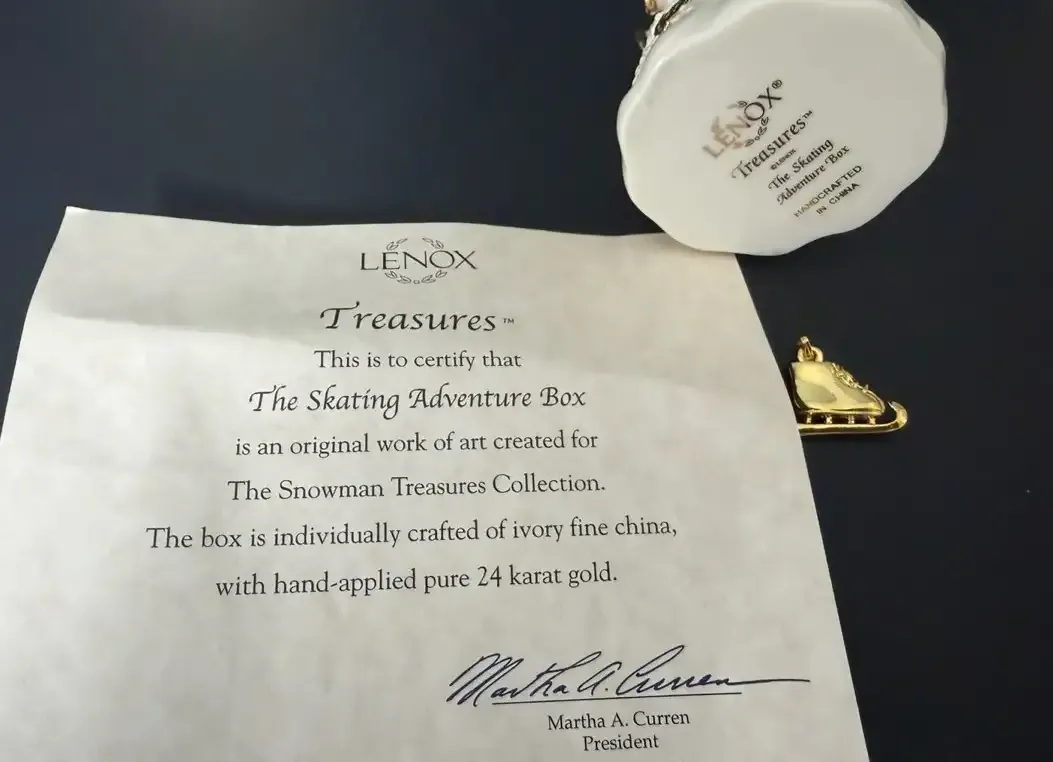 LENOX®
Treasures™
©LENOX
The Skating
Adventure Box
HANDCRAFTED
IN CHINA
LENOX
Treasures™
This is to certify that
The Skating Adventure Box
is an original work of art created for
The Snowman Treasures Collection.
The box is individually crafted of ivory fine china,
with hand-applied pure 24 karat gold.
Martha A. Curren
Martha A. Curren
President